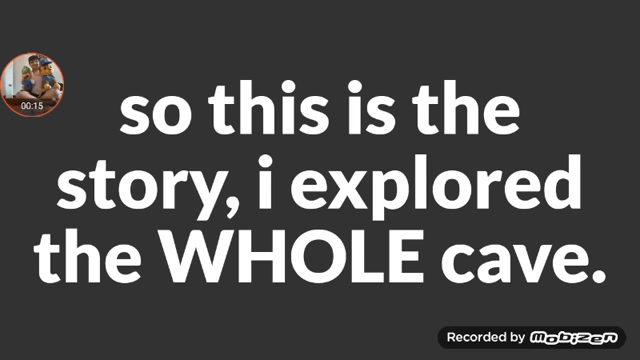 so this is the
story, i explored
the WHOLE cave.
00:15
Recorded by mobizen